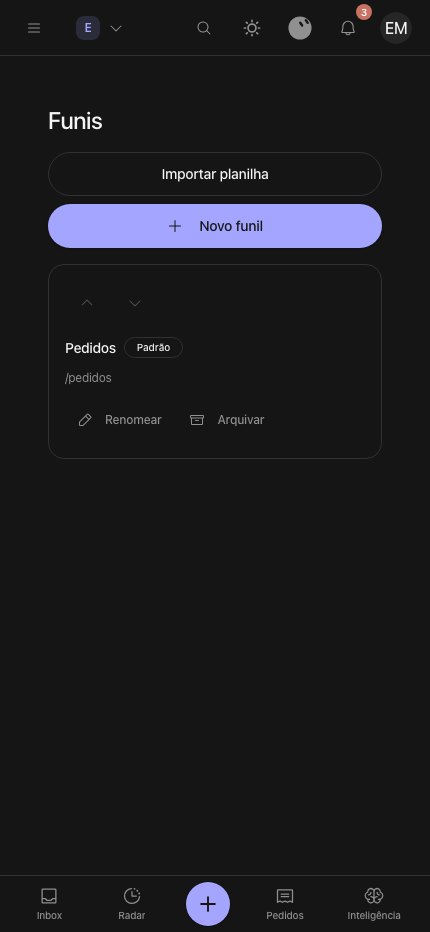 E
3
EM
Funis
Importar planilha
Novo funil
Pedidos Padrão
/pedidos
Renomear Arquivar
Inbox Radar Pedidos Inteligência